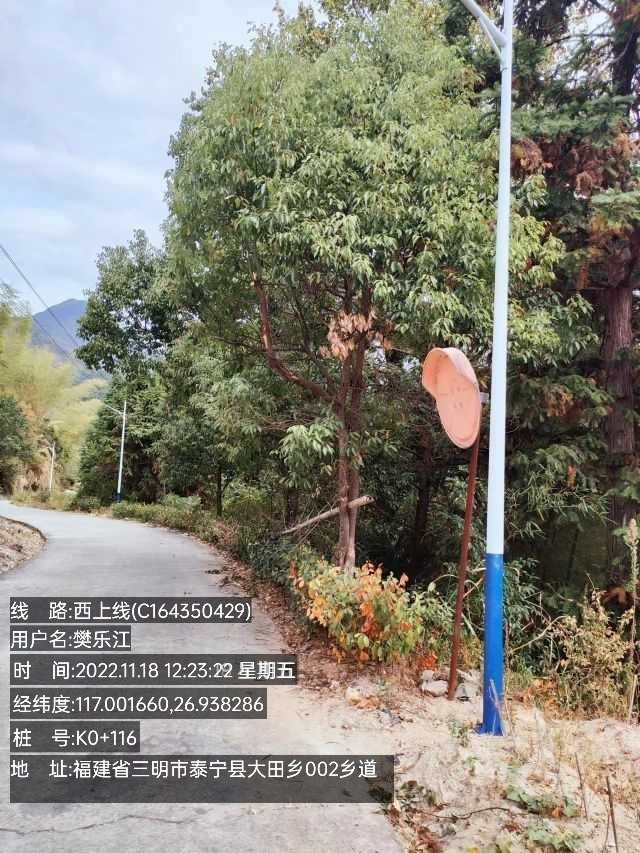 线 路:西上线(C164350429)
用户名:樊乐江
时 间:2022.11.18 12:23:22 星期五
经纬度:117.001660,26.938286
桩 号:K0+116
地 址:福建省三明市泰宁县大田乡002乡道